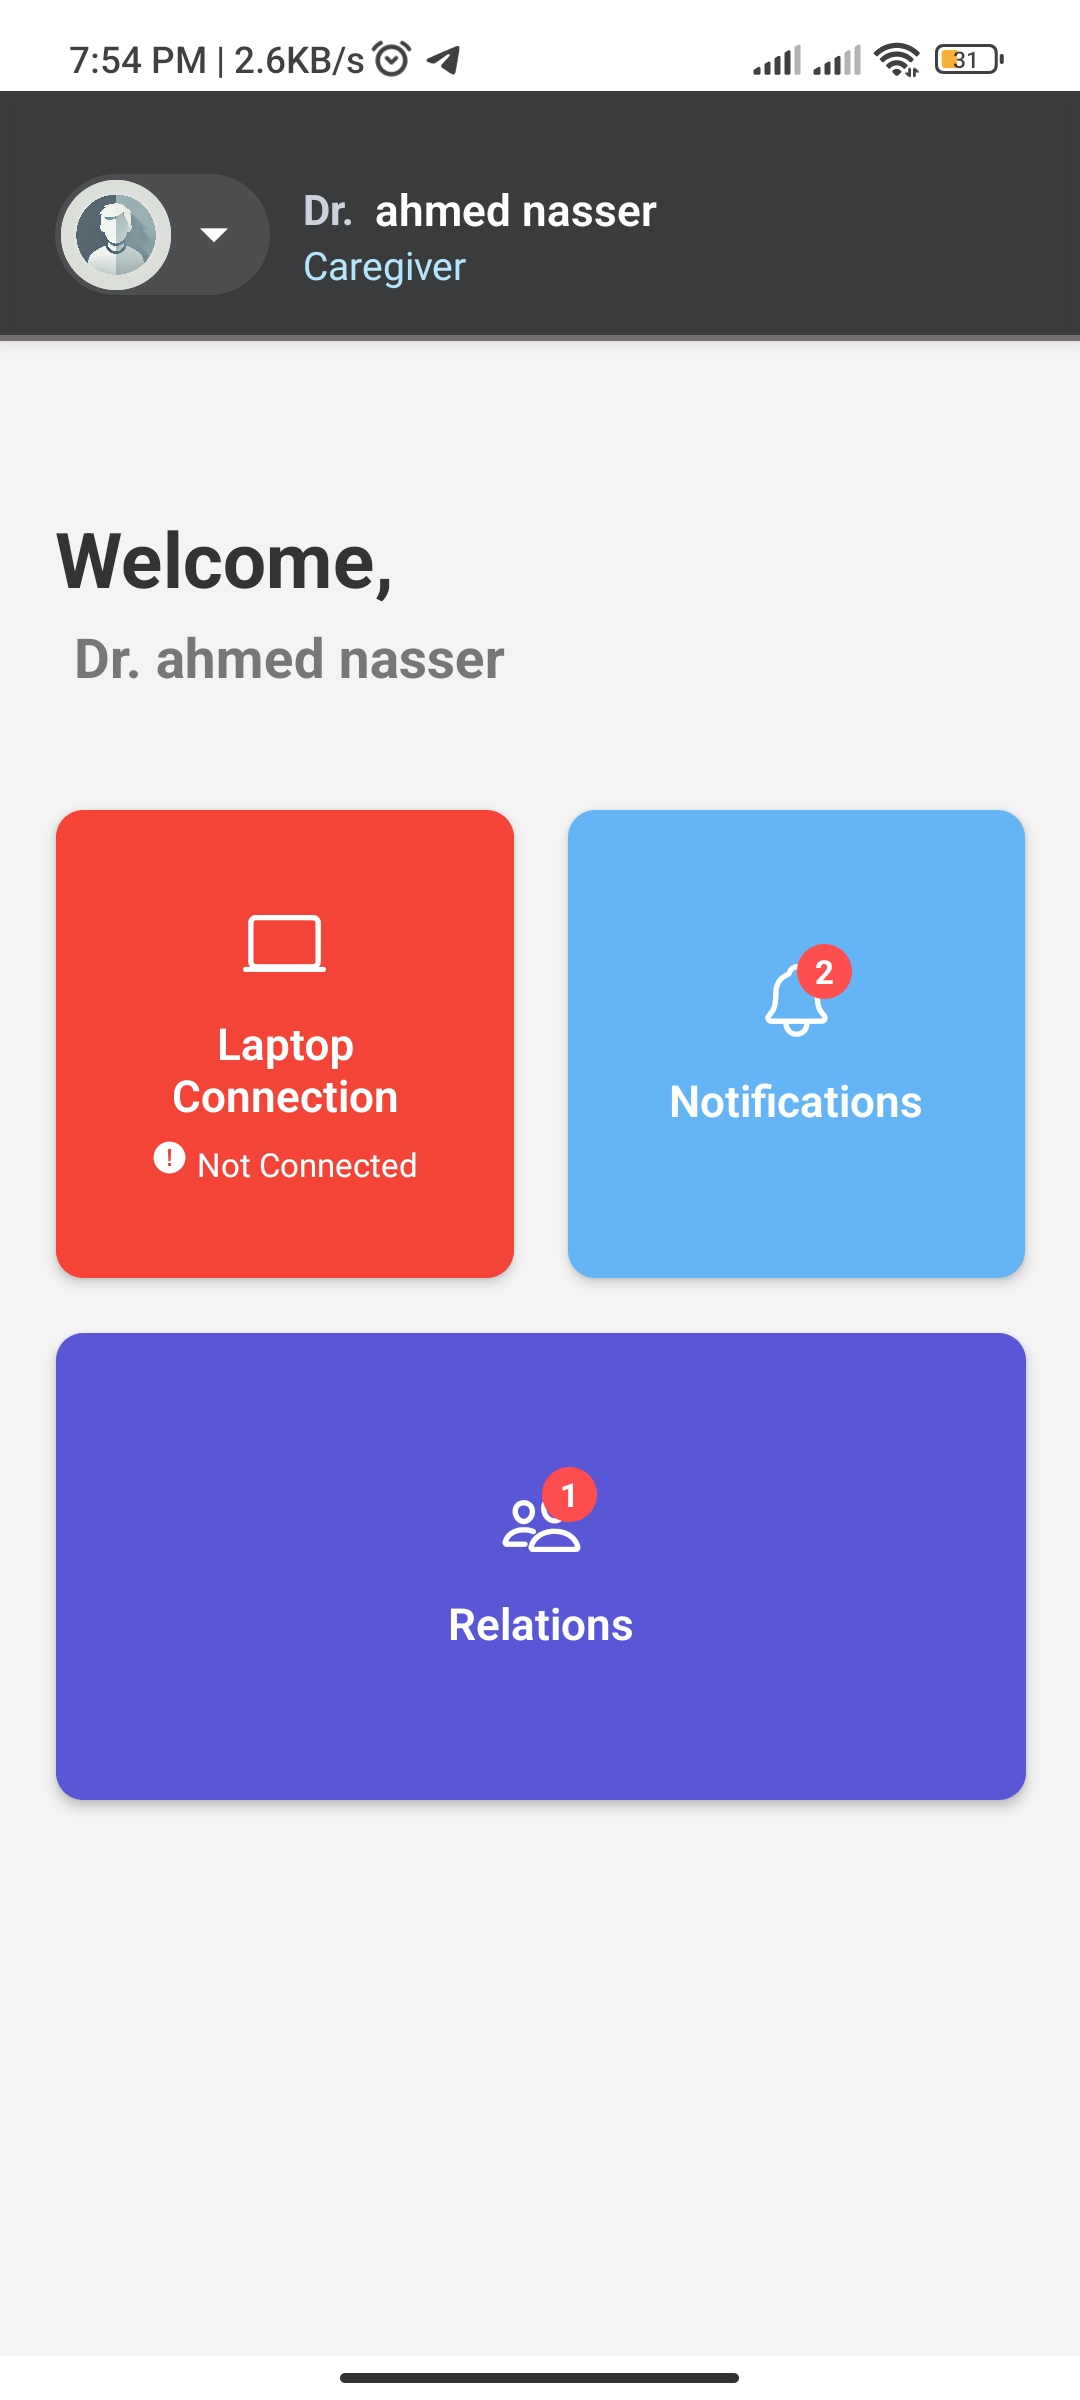 7:54 PM | 2.6KB/s
31
Dr. ahmed nasser
Caregiver
Welcome,
Dr. ahmed nasser
Laptop
Connection
! Not Connected
2
Notifications
1
Relations